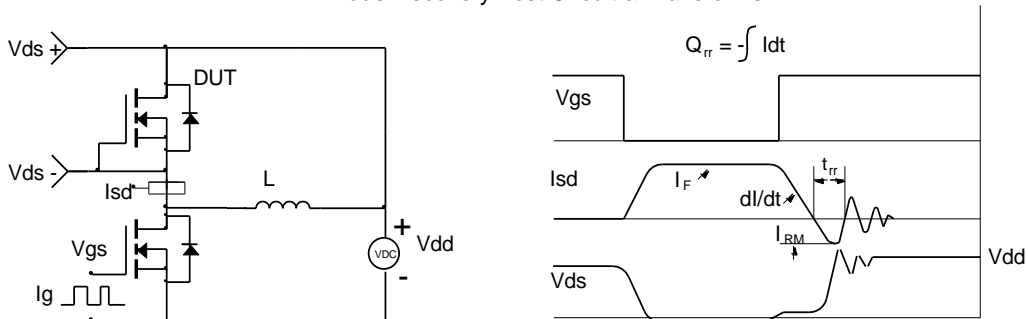 Vds +
DUT
Vds -
Isd
L
Vgs
+
VDC
Vdd
-
Ig
Qrr = -∫ Idt
Vgs
Isd
IF
dI/dt
trr
IRM
Vds
Vdd